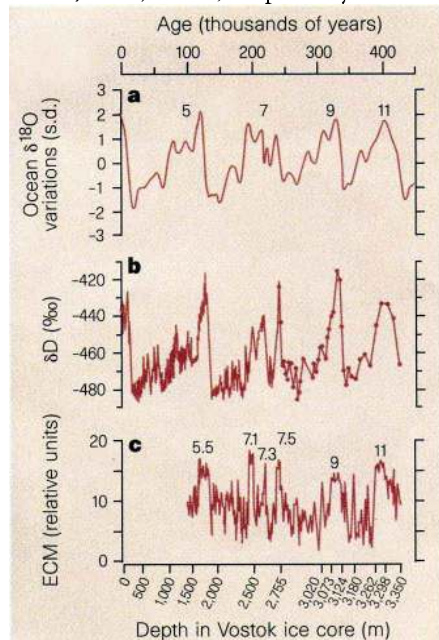 Age (thousands of years)
0 100 200 300 400
a
5 7 9 11
3
2
1
0
-1
-2
-3
Ocean δ 18O
variations (s.d.)
b
-420
-440
-460
-480
δD (‰)
c
5.5 7.1 7.3 7.5 9 11
20
10
0
ECM (relative units)
0 500 1,000 1,500 2,000 2,500 2,755 3,020 3,073 3,124 3,180 3,262 3,298 3,350
Depth in Vostok ice core (m)